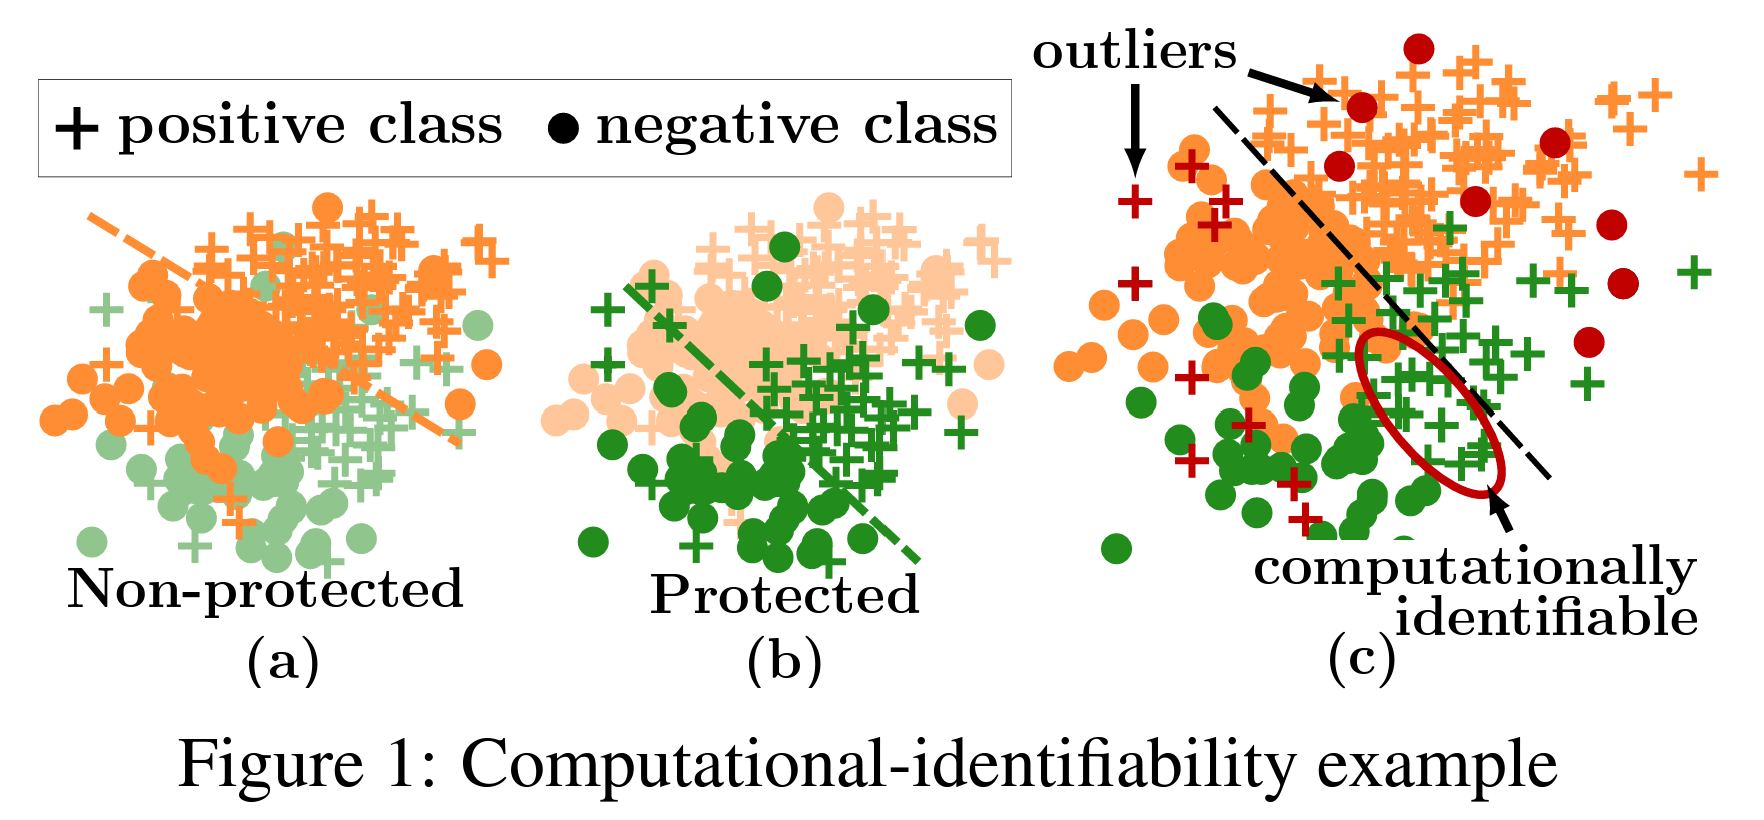 outliers
positive class negative class
Non-protected
Protected
computationally
identifiable
(a)
(b)
(c)
Figure 1: Computational-identifiability example